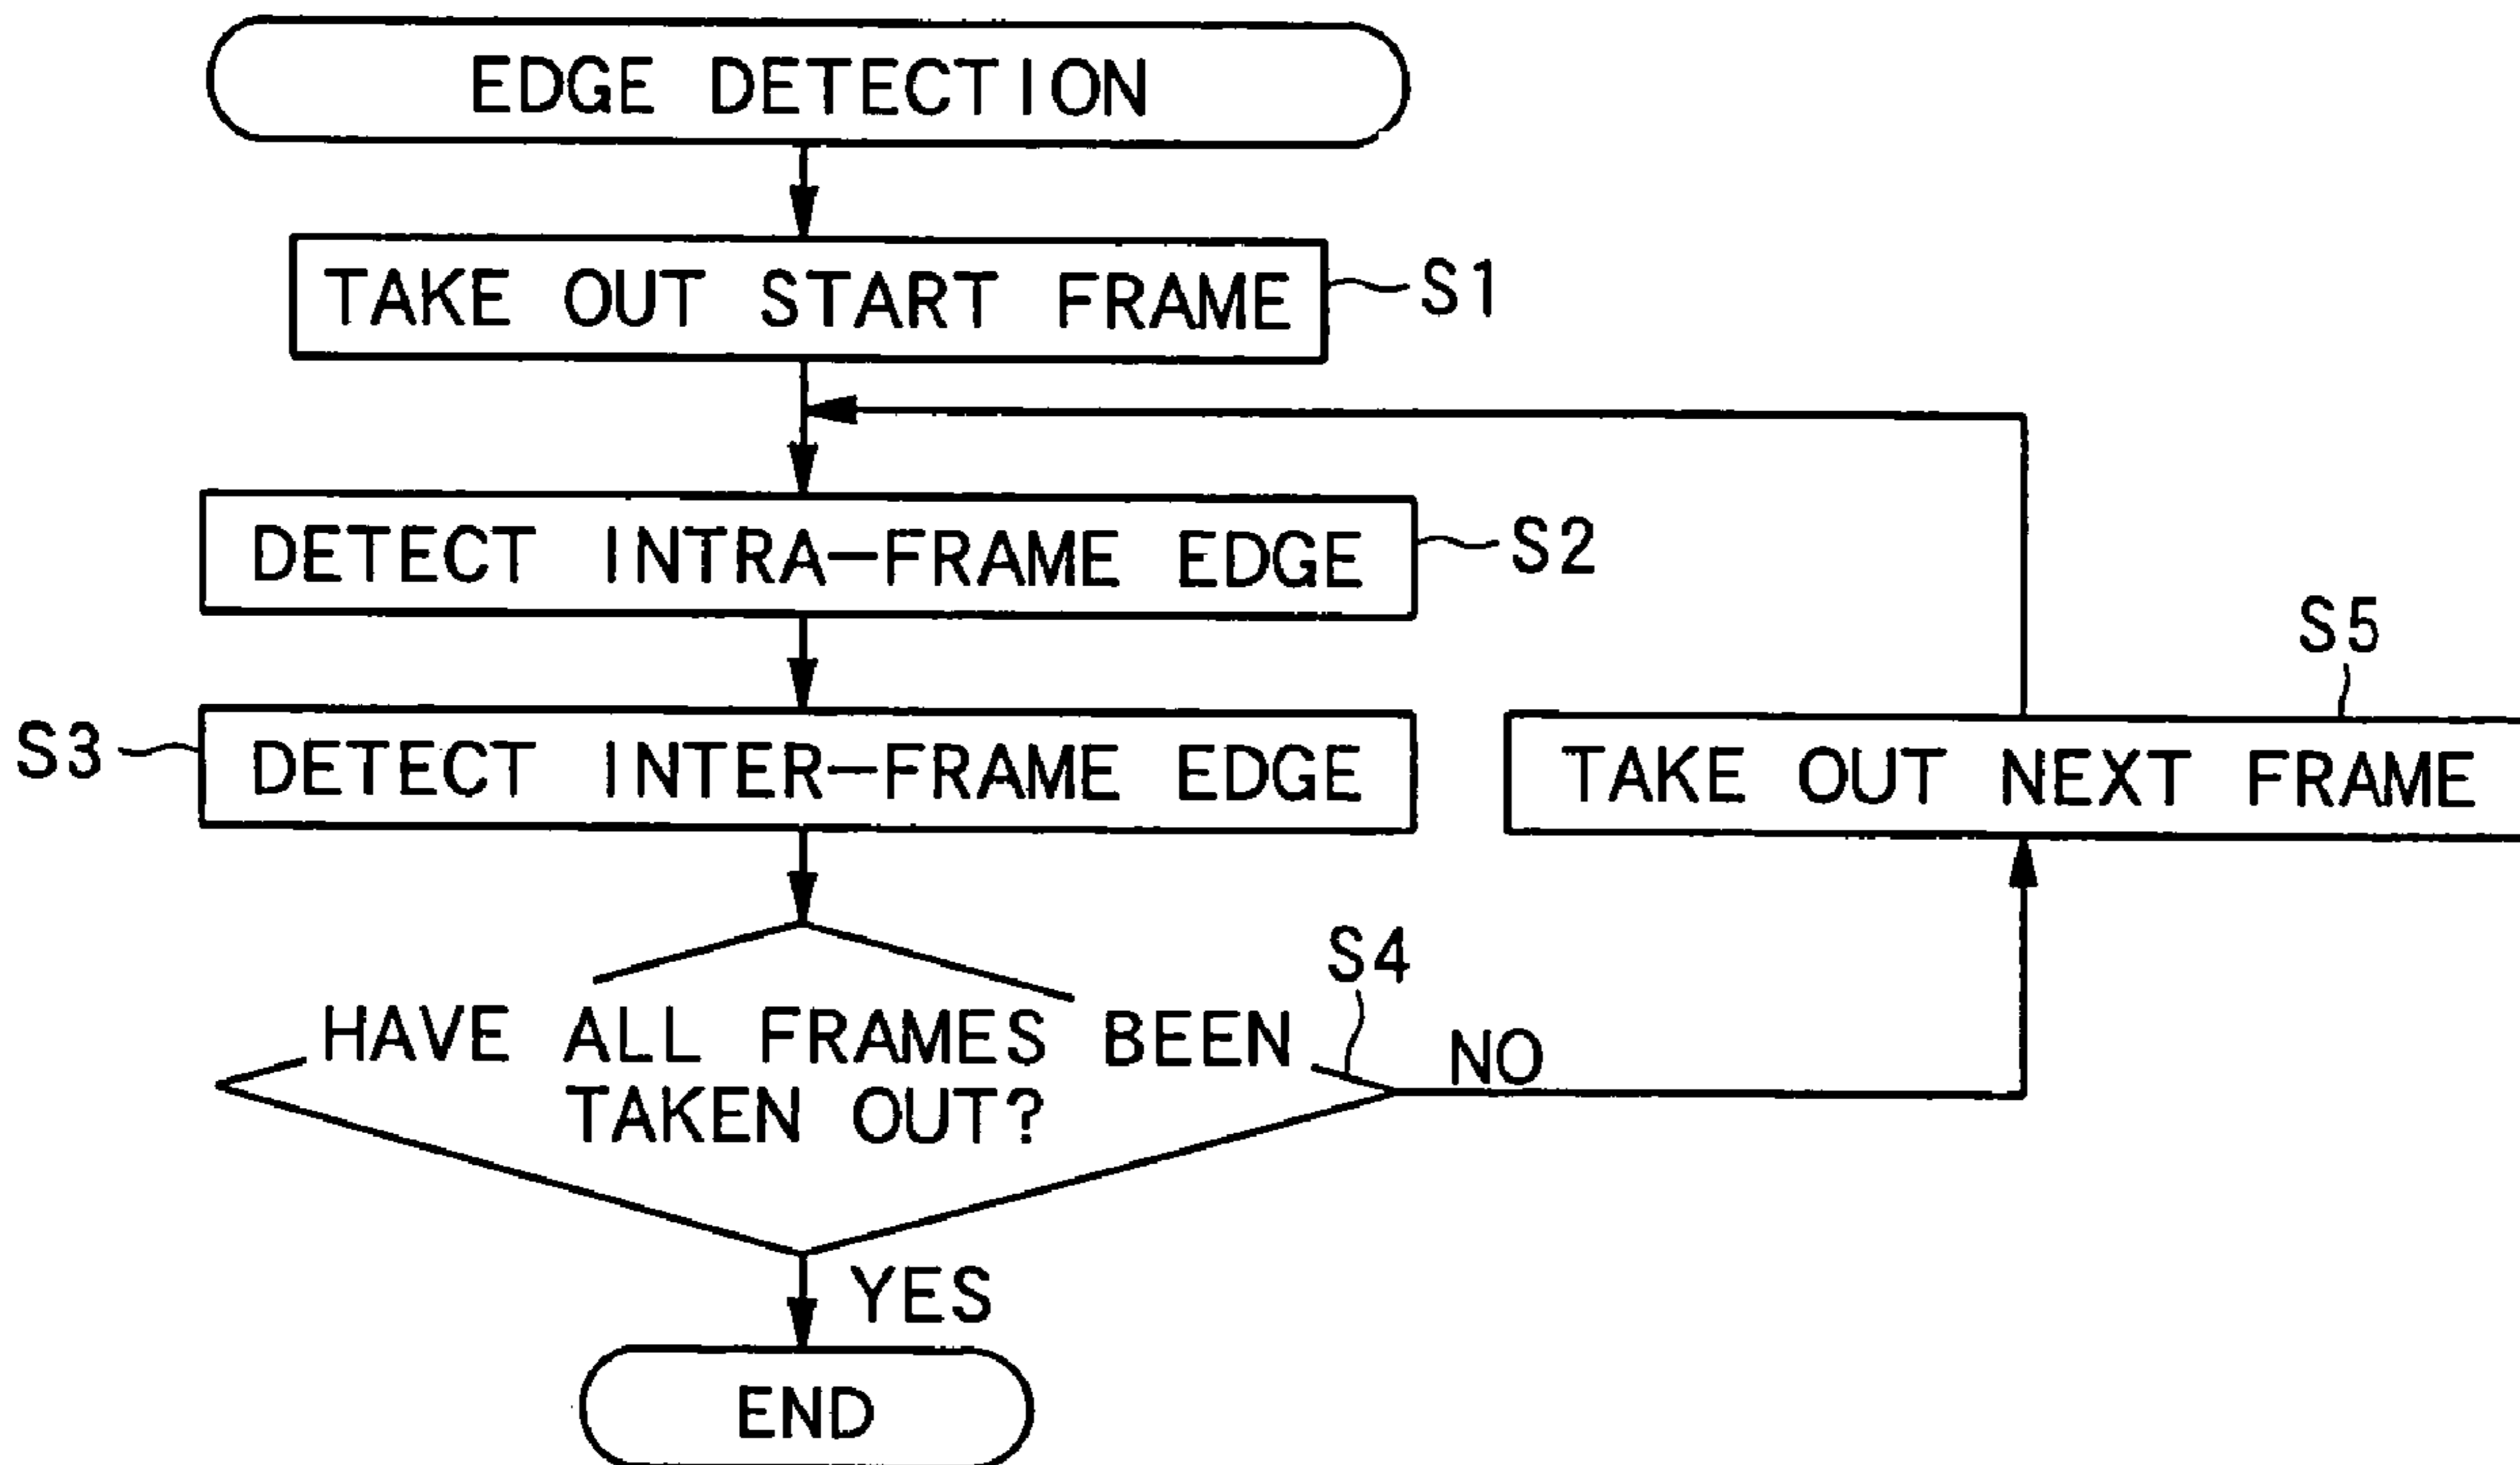 EDGE DETECTION
TAKE OUT START FRAME
S1
DETECT INTRA-FRAME EDGE
S2
S5
S3
DETECT INTER-FRAME EDGE
TAKE OUT NEXT FRAME
S4
HAVE ALL FRAMES BEEN
TAKEN OUT?
NO
YES
END